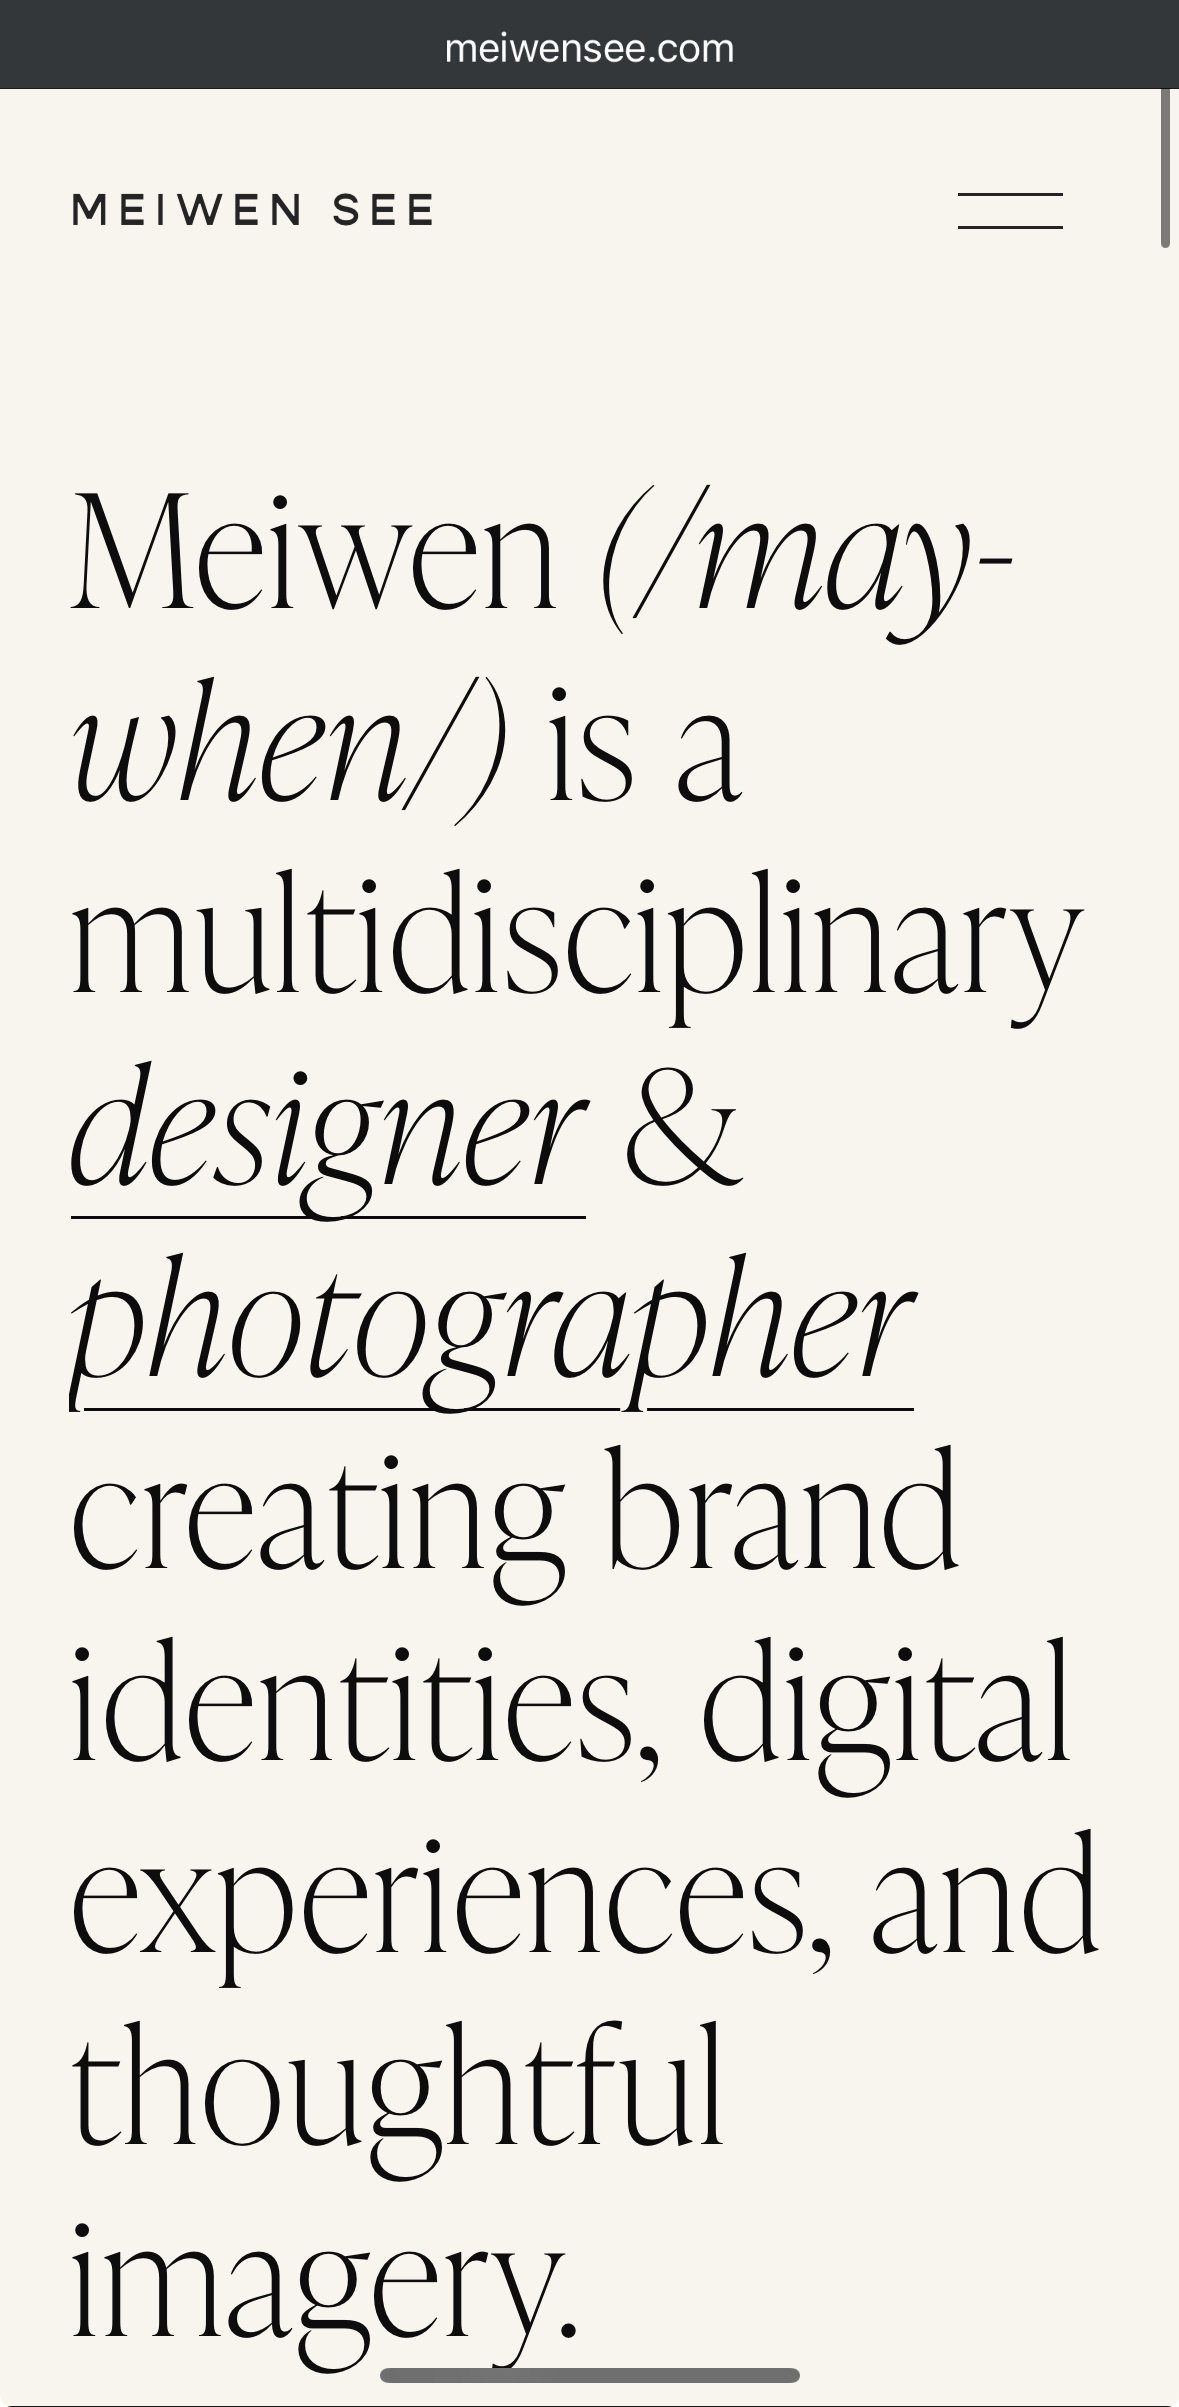 meiwensee.com
MEIWEN SEE
Meiwen (/may-
when/) is a
multidisciplinary
designer &
photographer
creating brand
identities, digital
experiences, and
thoughtful
imagery.